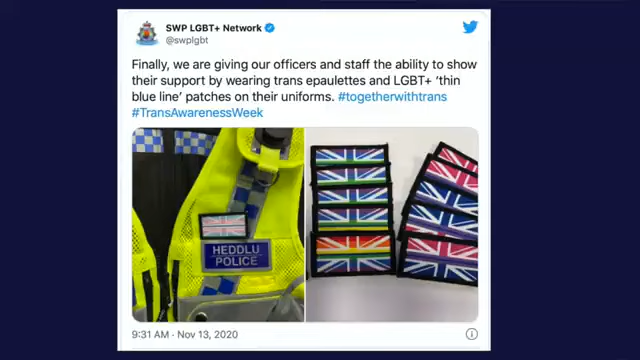 SWP LGBT+ Network
@swplgbt
Finally, we are giving our officers and staff the ability to show
their support by wearing trans epaulettes and LGBT+ ‘thin
blue line’ patches on their uniforms. #togetherwithtrans
#TransAwarenessWeek
HEDDLU
POLICE
9:31 AM · Nov 13, 2020